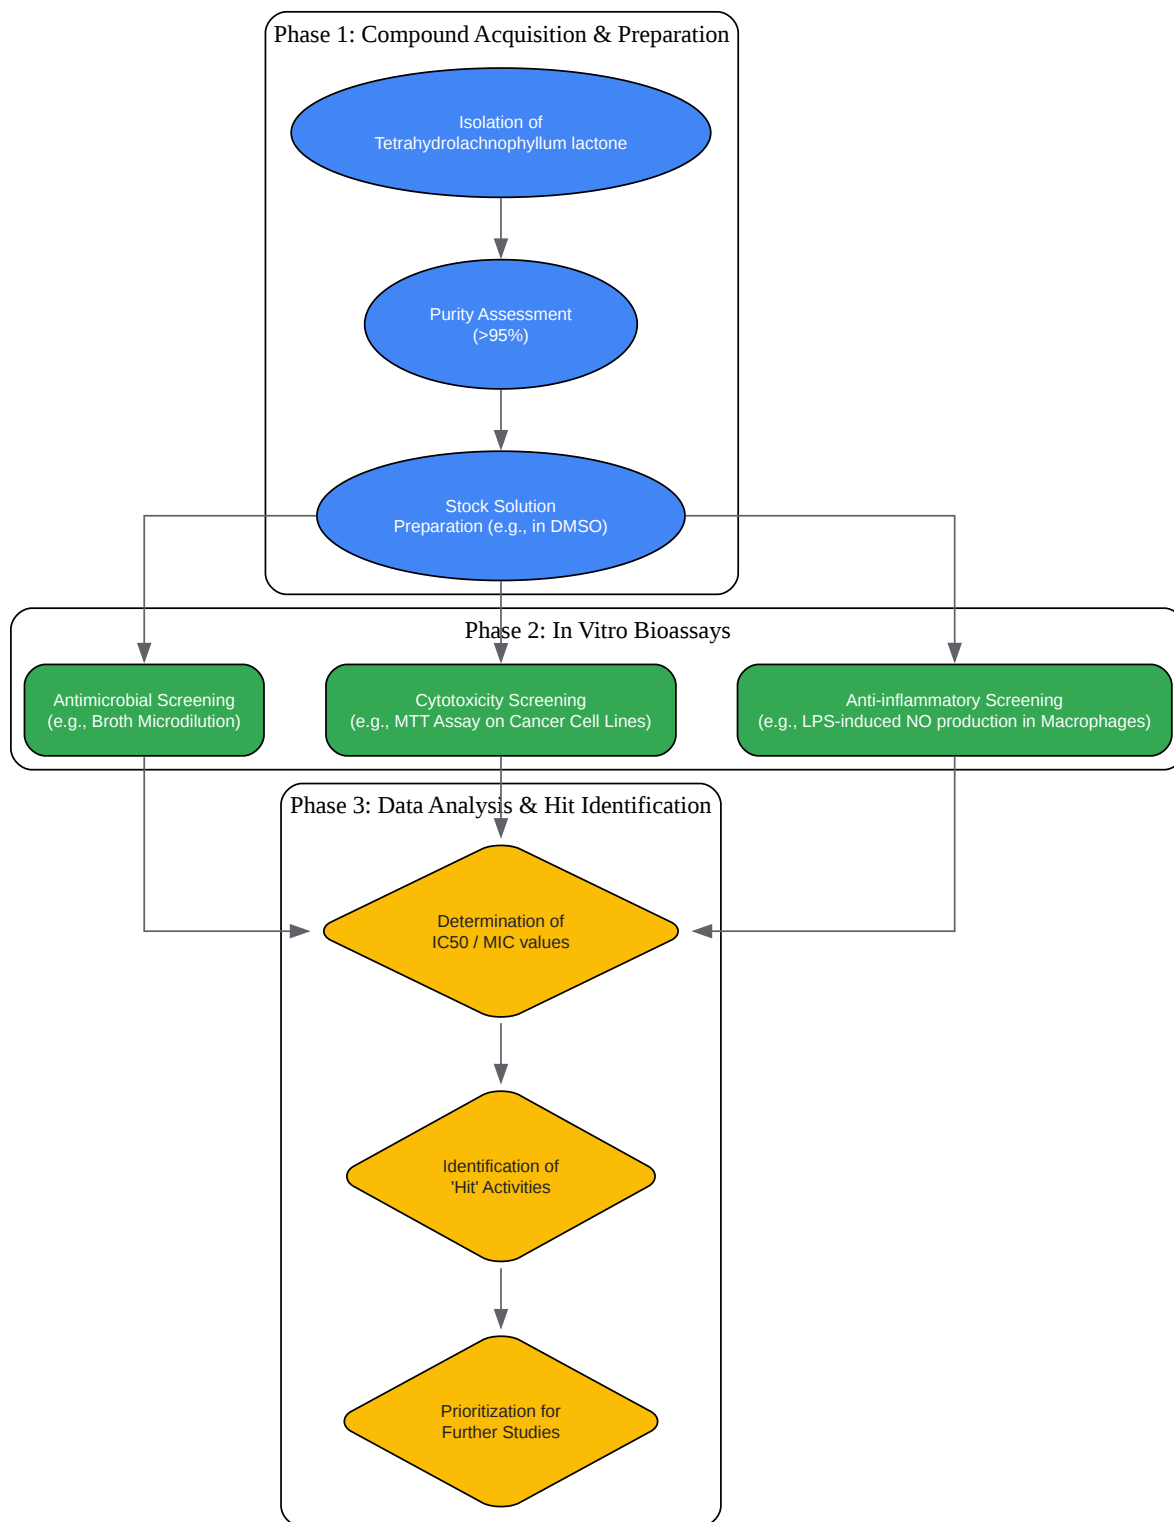 Phase 1: Compound Acquisition & Preparation
Isolation of
Tetrahydrolachnophyllum lactone
Purity Assessment
(>95%)
Stock Solution
Preparation (e.g., in DMSO)
Phase 2: In Vitro Bioassays
Antimicrobial Screening
(e.g., Broth Microdilution)
Cytotoxicity Screening
(e.g., MTT Assay on Cancer Cell Lines)
Anti-inflammatory Screening
(e.g., LPS-induced NO production in Macrophages)
Phase 3: Data Analysis & Hit Identification
Determination of
IC50 / MIC values
Identification of
'Hit' Activities
Prioritization for
Further Studies